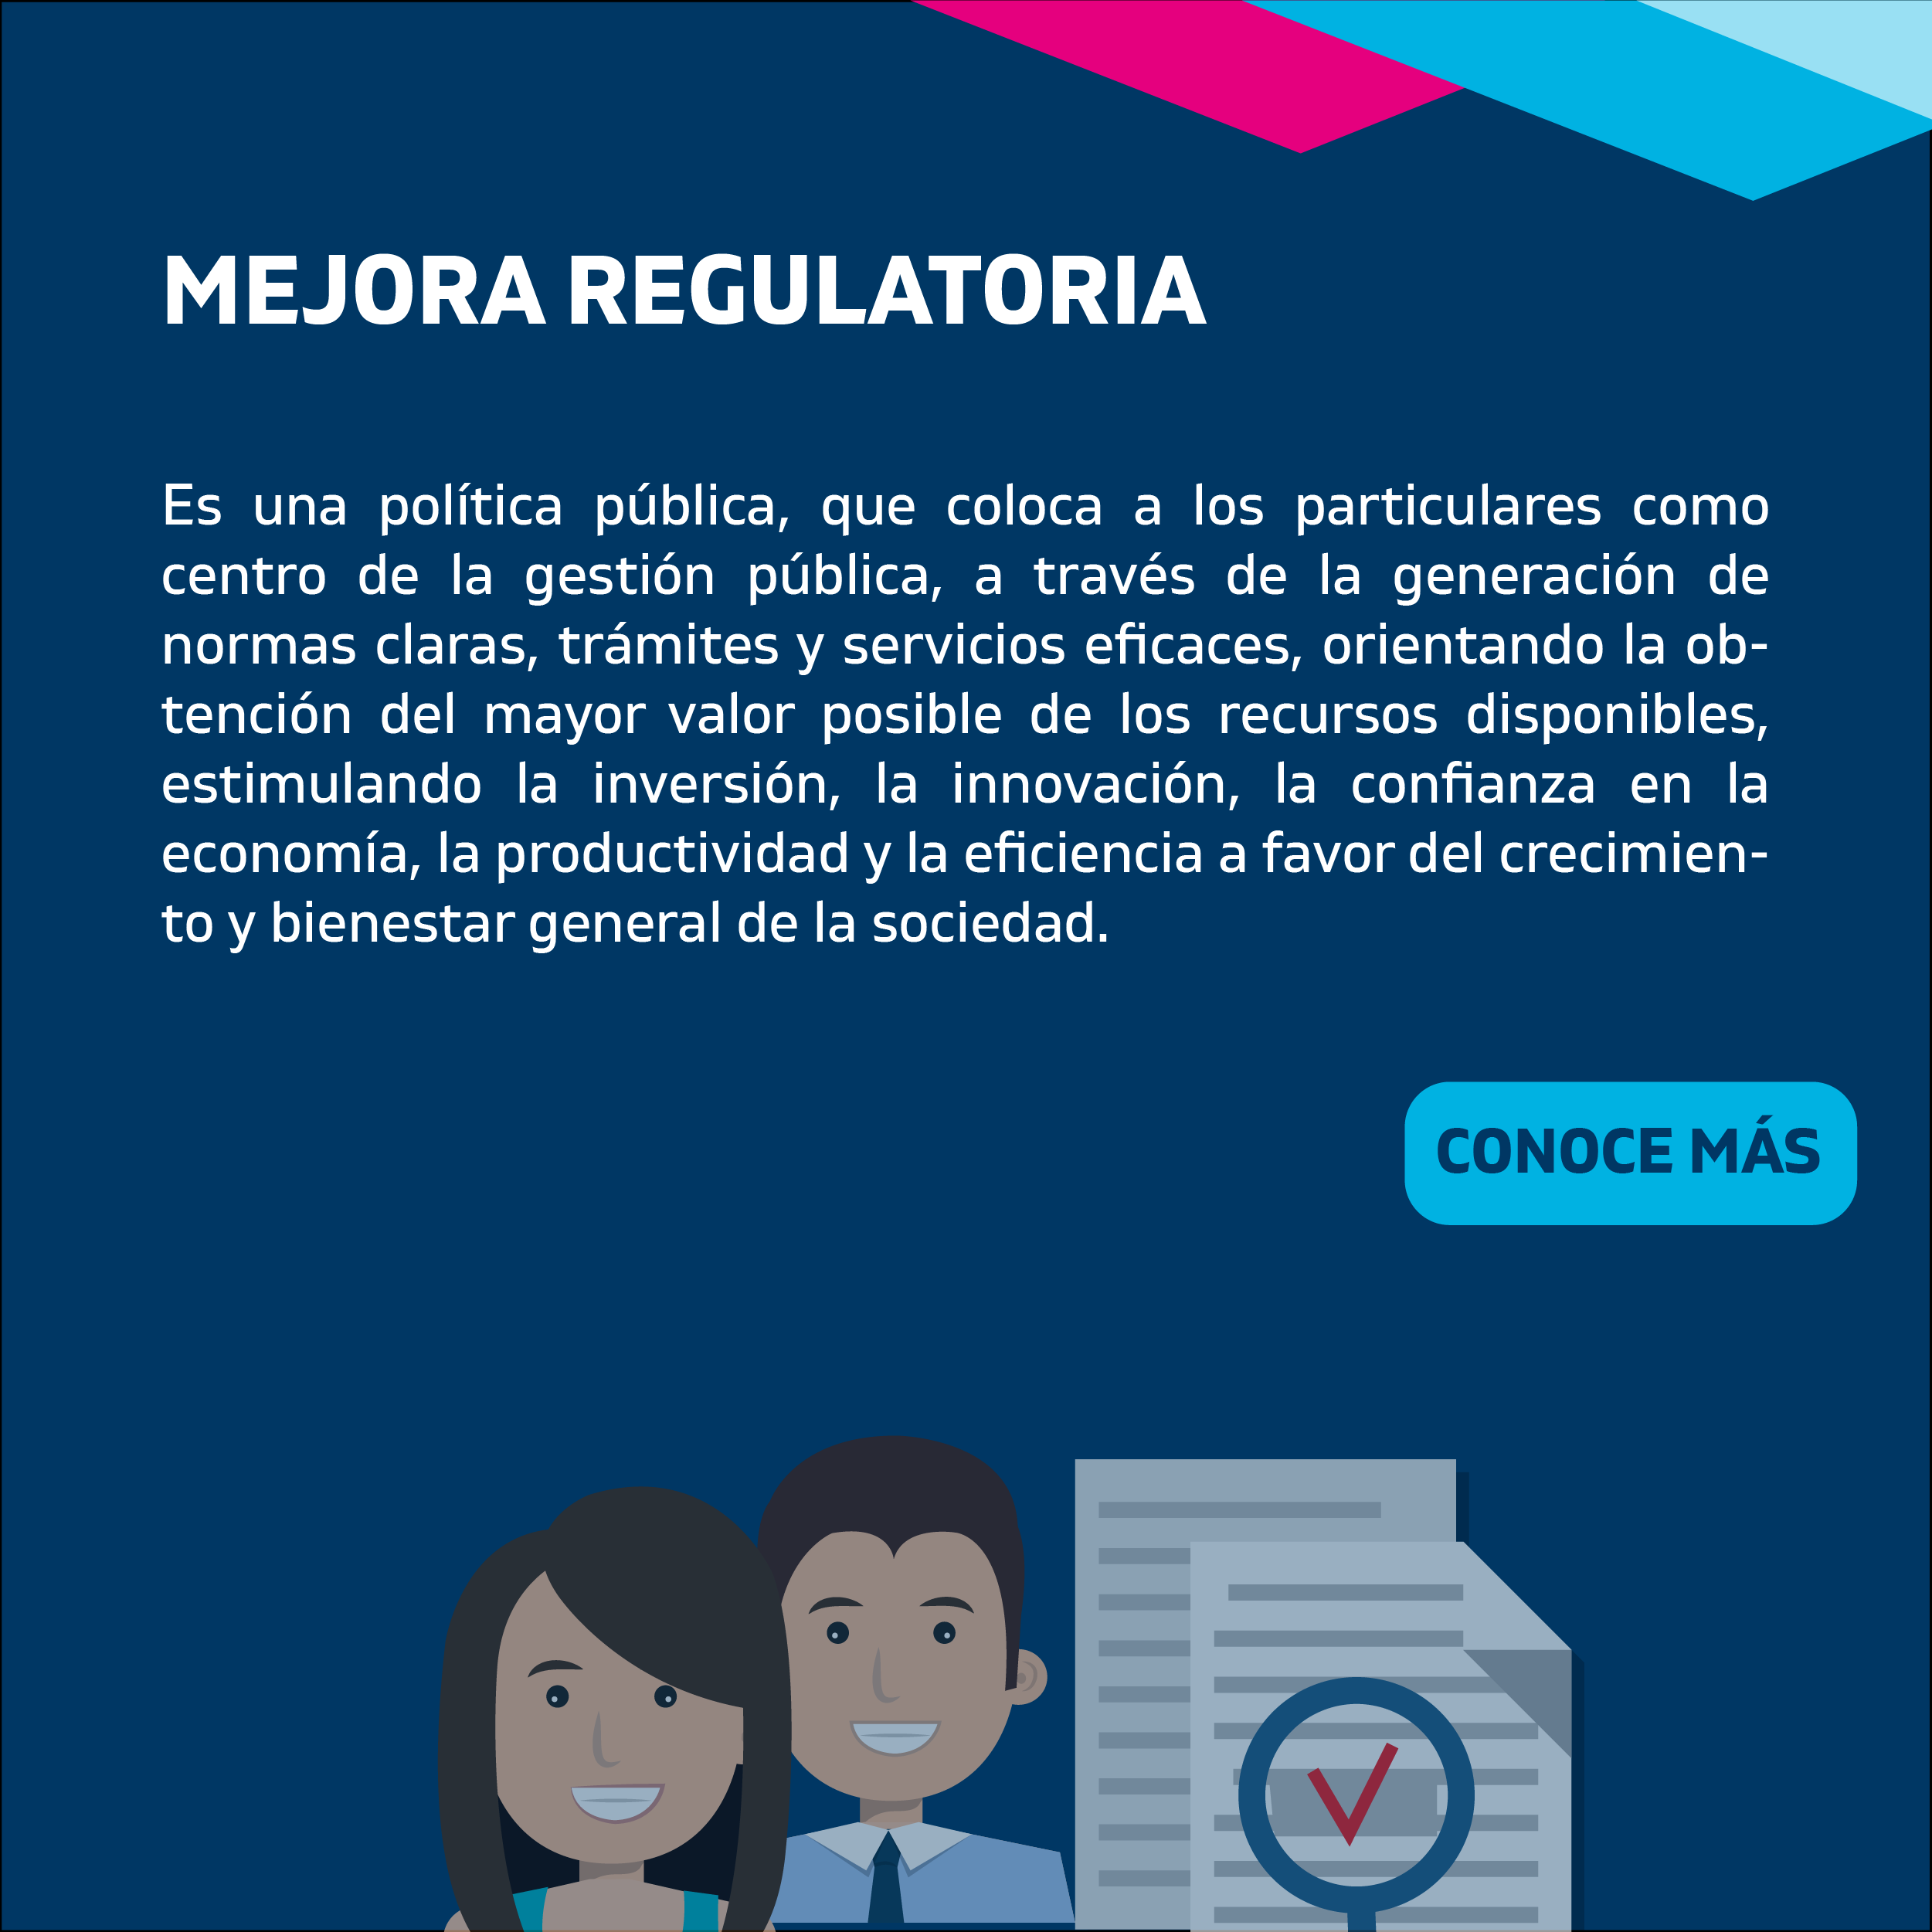 MEJORA REGULATORIA
Es una política pública, que coloca a los particulares como
centro de la gestión pública, a través de la generación de
normas claras, trámites y servicios eficaces, orientando la ob-
tención del mayor valor posible de los recursos disponibles,
estimulando la inversión, la innovación, la confianza en la
economía, la productividad y la eficiencia a favor del crecimien-
to y bienestar general de la sociedad.
CONOCE MÁS